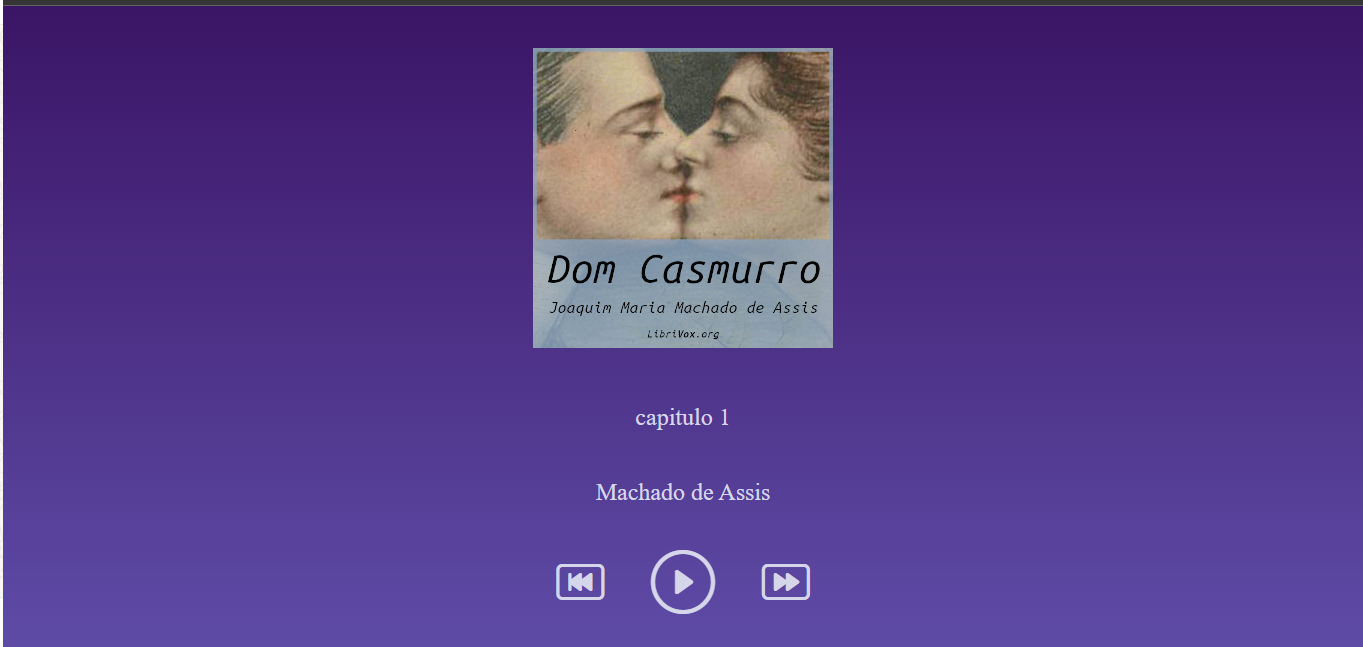 Dom Casmurro
Joaquim Maria Machado de Assis
LibriVox.org
capitulo 1
Machado de Assis